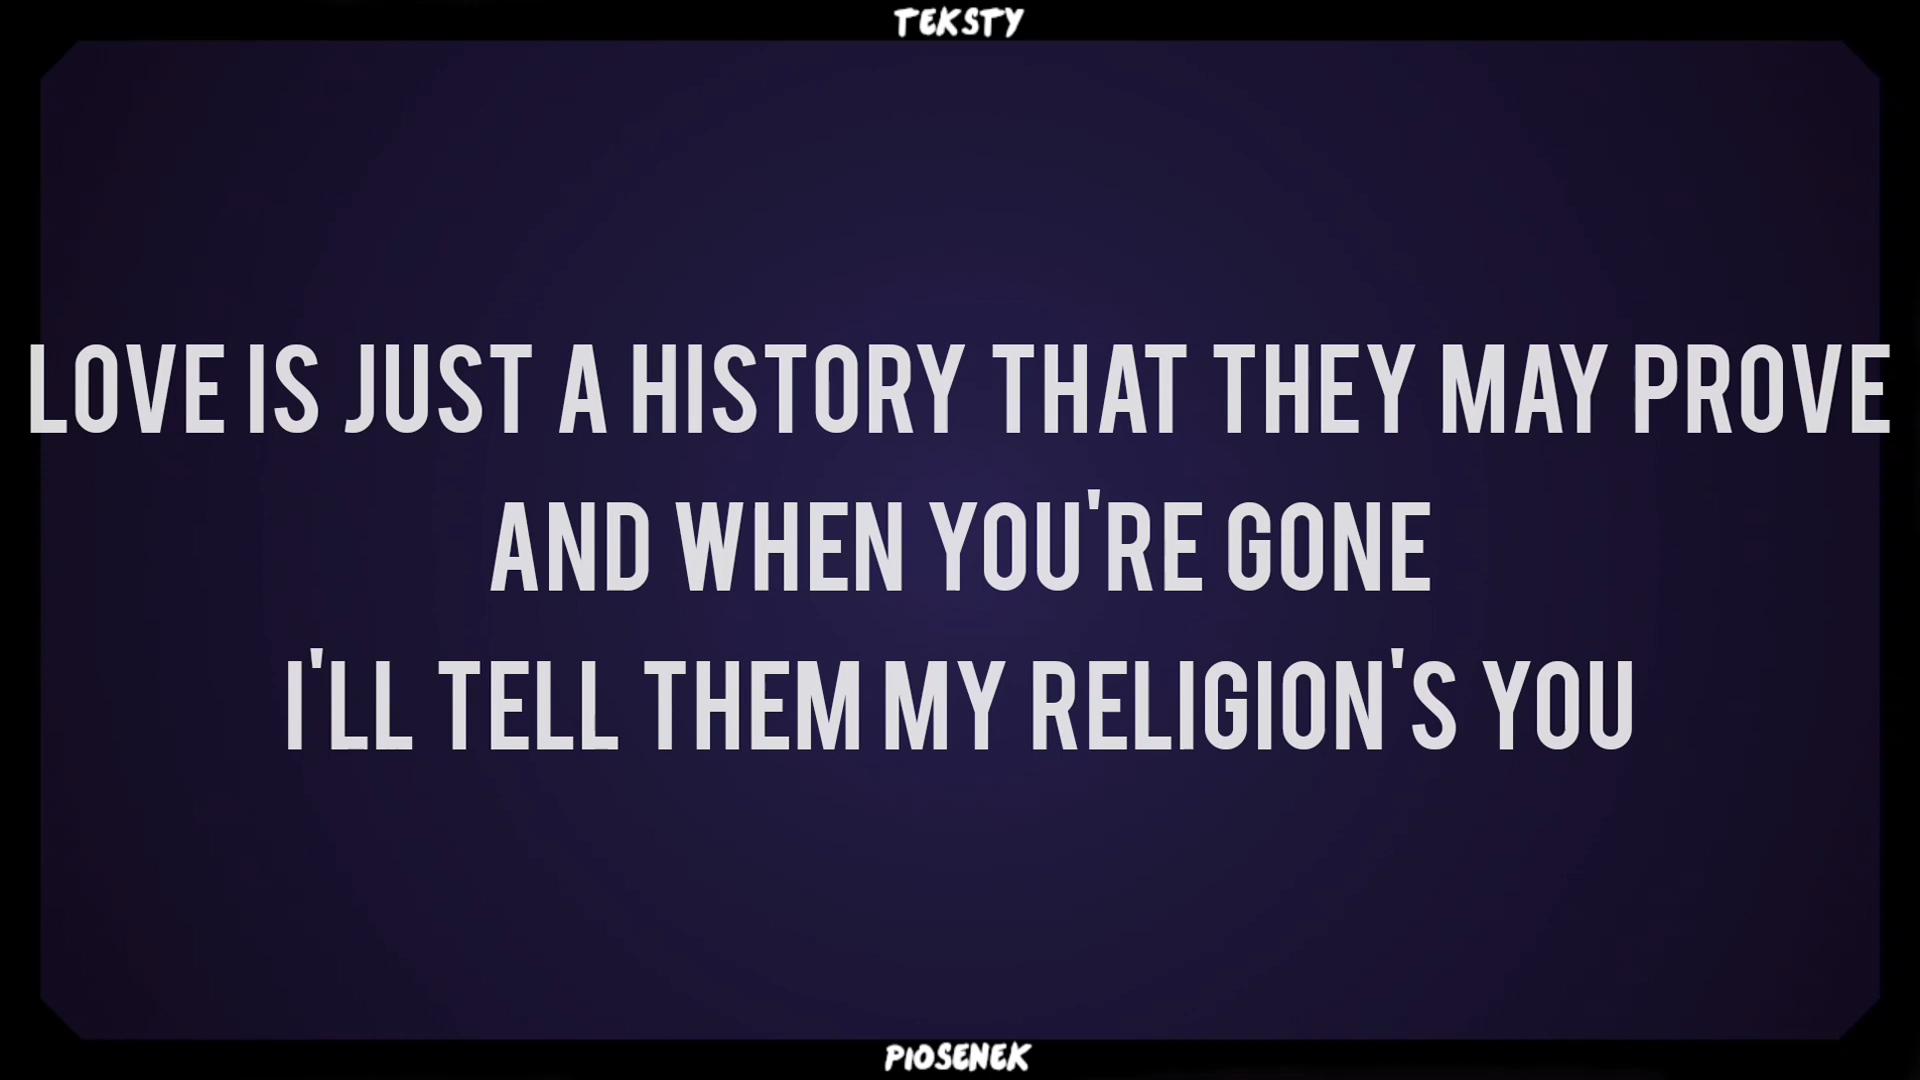 TEKSTY
LOVE IS JUST A HISTORY THAT THEY MAY PROVE
AND WHEN YOU'RE GONE
I'LL TELL THEM MY RELIGION'S YOU
PIOSENEK